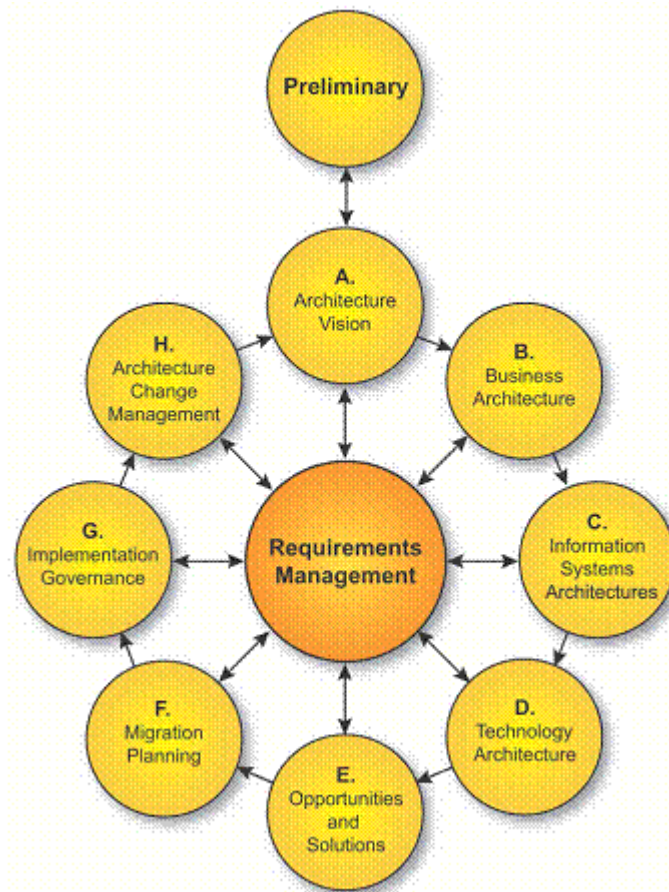 Preliminary
A.
Architecture
Vision
B.
Business
Architecture
C.
Information
Systems
Architectures
D.
Technology
Architecture
E.
Opportunities
and
Solutions
F.
Migration
Planning
G.
Implementation
Governance
H.
Architecture
Change
Management
Requirements
Management